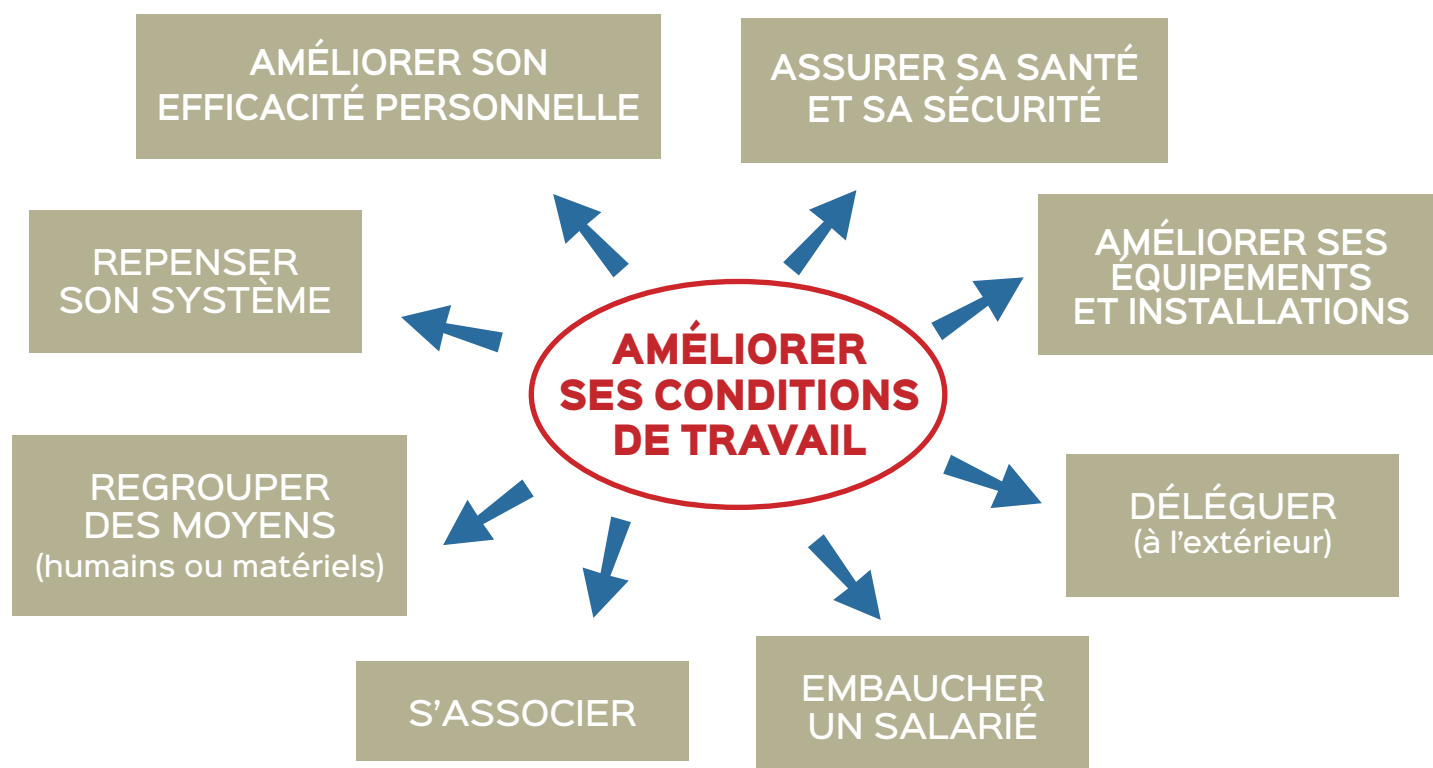 AMÉLIORER SON
EFFICACITÉ PERSONNELLE
ASSURER SA SANTÉ
ET SA SÉCURITÉ
REPENSER
SON SYSTÈME
AMÉLIORER SES
ÉQUIPEMENTS
ET INSTALLATIONS
AMÉLIORER
SES CONDITIONS
DE TRAVAIL
REGROUPER
DES MOYENS
(humains ou matériels)
DÉLÉGUER
(à l'extérieur)
S'ASSOCIER
EMBAUCHER
UN SALARIÉ